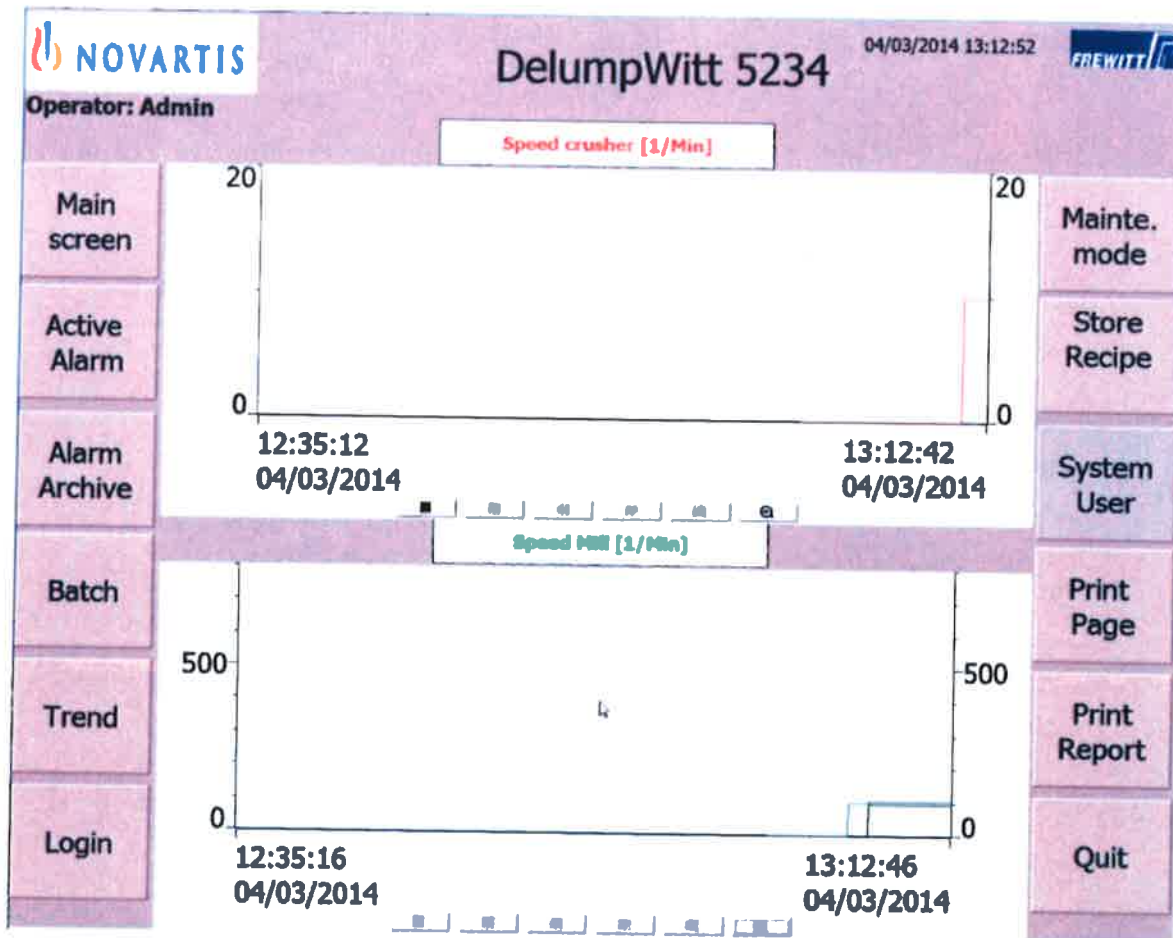 NOVARTIS
DelumpWitt 5234
04/03/2014 13:12:52
FREWITT
Operator: Admin
Speed crusher [1/Min]
Main
screen
Active
Alarm
Alarm
Archive
Batch
Trend
Login
20
20
0
0
12:35:12
04/03/2014
13:12:42
04/03/2014
Speed Mill [1/Min]
500
500
0
0
12:35:16
04/03/2014
13:12:46
04/03/2014
Mainte.
mode
Store
Recipe
System
User
Print
Page
Print
Report
Quit